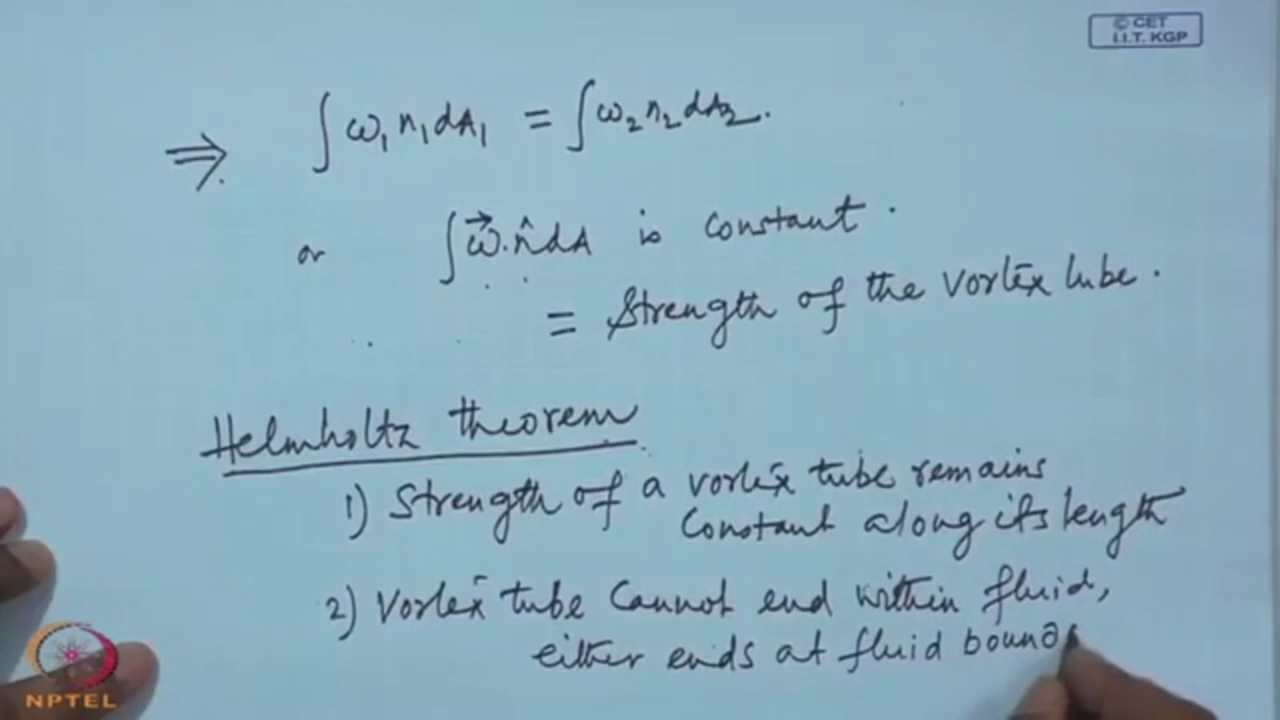 © CET
I.I.T. KGP
⇒ ∫ω₁n₁dA₁ = ∫ω₂n₂dA₂.
or ∫ω⃗.n̂dA is constant.
= Strength of the vortex tube.
Helmholtz theorem
1) Strength of a vortex tube remains
constant along its length
2) Vortex tube cannot end within fluid,
either ends at fluid bound
NPTEL